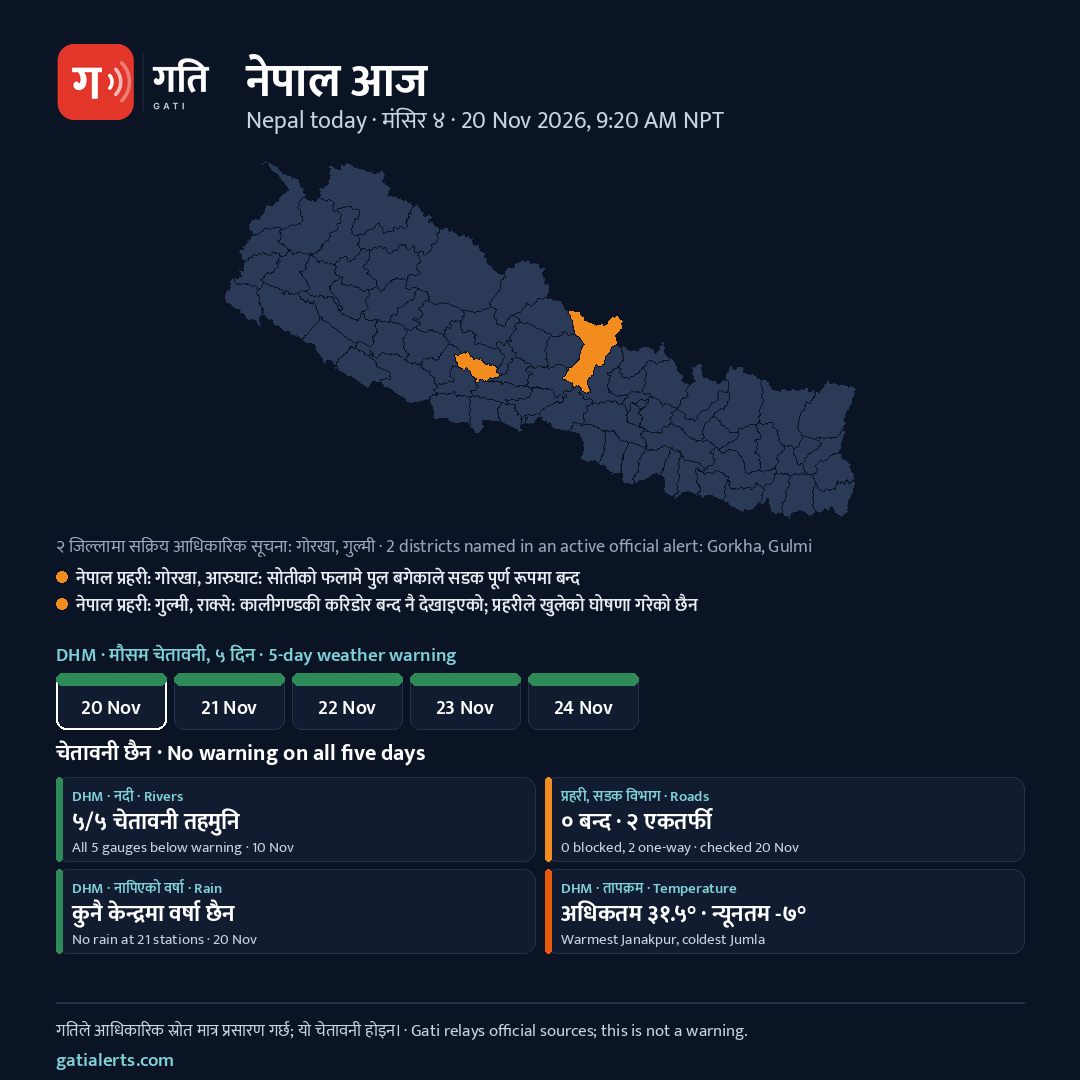 ग गति
GATI
नेपाल आज
Nepal today · मंसिर ४ · 20 Nov 2026, 9:20 AM NPT
२ जिल्लामा सक्रिय आधिकारिक सूचना: गोरखा, गुल्मी · 2 districts named in an active official alert: Gorkha, Gulmi
नेपाल प्रहरी: गोरखा, आरुघाट: सोतीको फलामे पुल बगेकाले सडक पूर्ण रूपमा बन्द
नेपाल प्रहरी: गुल्मी, राक्से: कालीगण्डकी करिडोर बन्द नै देखाइएको; प्रहरीले खुलेको घोषणा गरेको छैन
DHM · मौसम चेतावनी, ५ दिन · 5-day weather warning
20 Nov 21 Nov 22 Nov 23 Nov 24 Nov
चेतावनी छैन · No warning on all five days
DHM · नदी · Rivers
५/५ चेतावनी तहमुनि
All 5 gauges below warning · 10 Nov
प्रहरी, सडक विभाग · Roads
० बन्द · २ एकतर्फी
0 blocked, 2 one-way · checked 20 Nov
DHM · नापिएको वर्षा · Rain
कुनै केन्द्रमा वर्षा छैन
No rain at 21 stations · 20 Nov
DHM · तापक्रम · Temperature
अधिकतम ३१.५° · न्यूनतम -७°
Warmest Janakpur, coldest Jumla
गतिले आधिकारिक स्रोत मात्र प्रसारण गर्छ; यो चेतावनी होइन। · Gati relays official sources; this is not a warning.
gatialerts.com